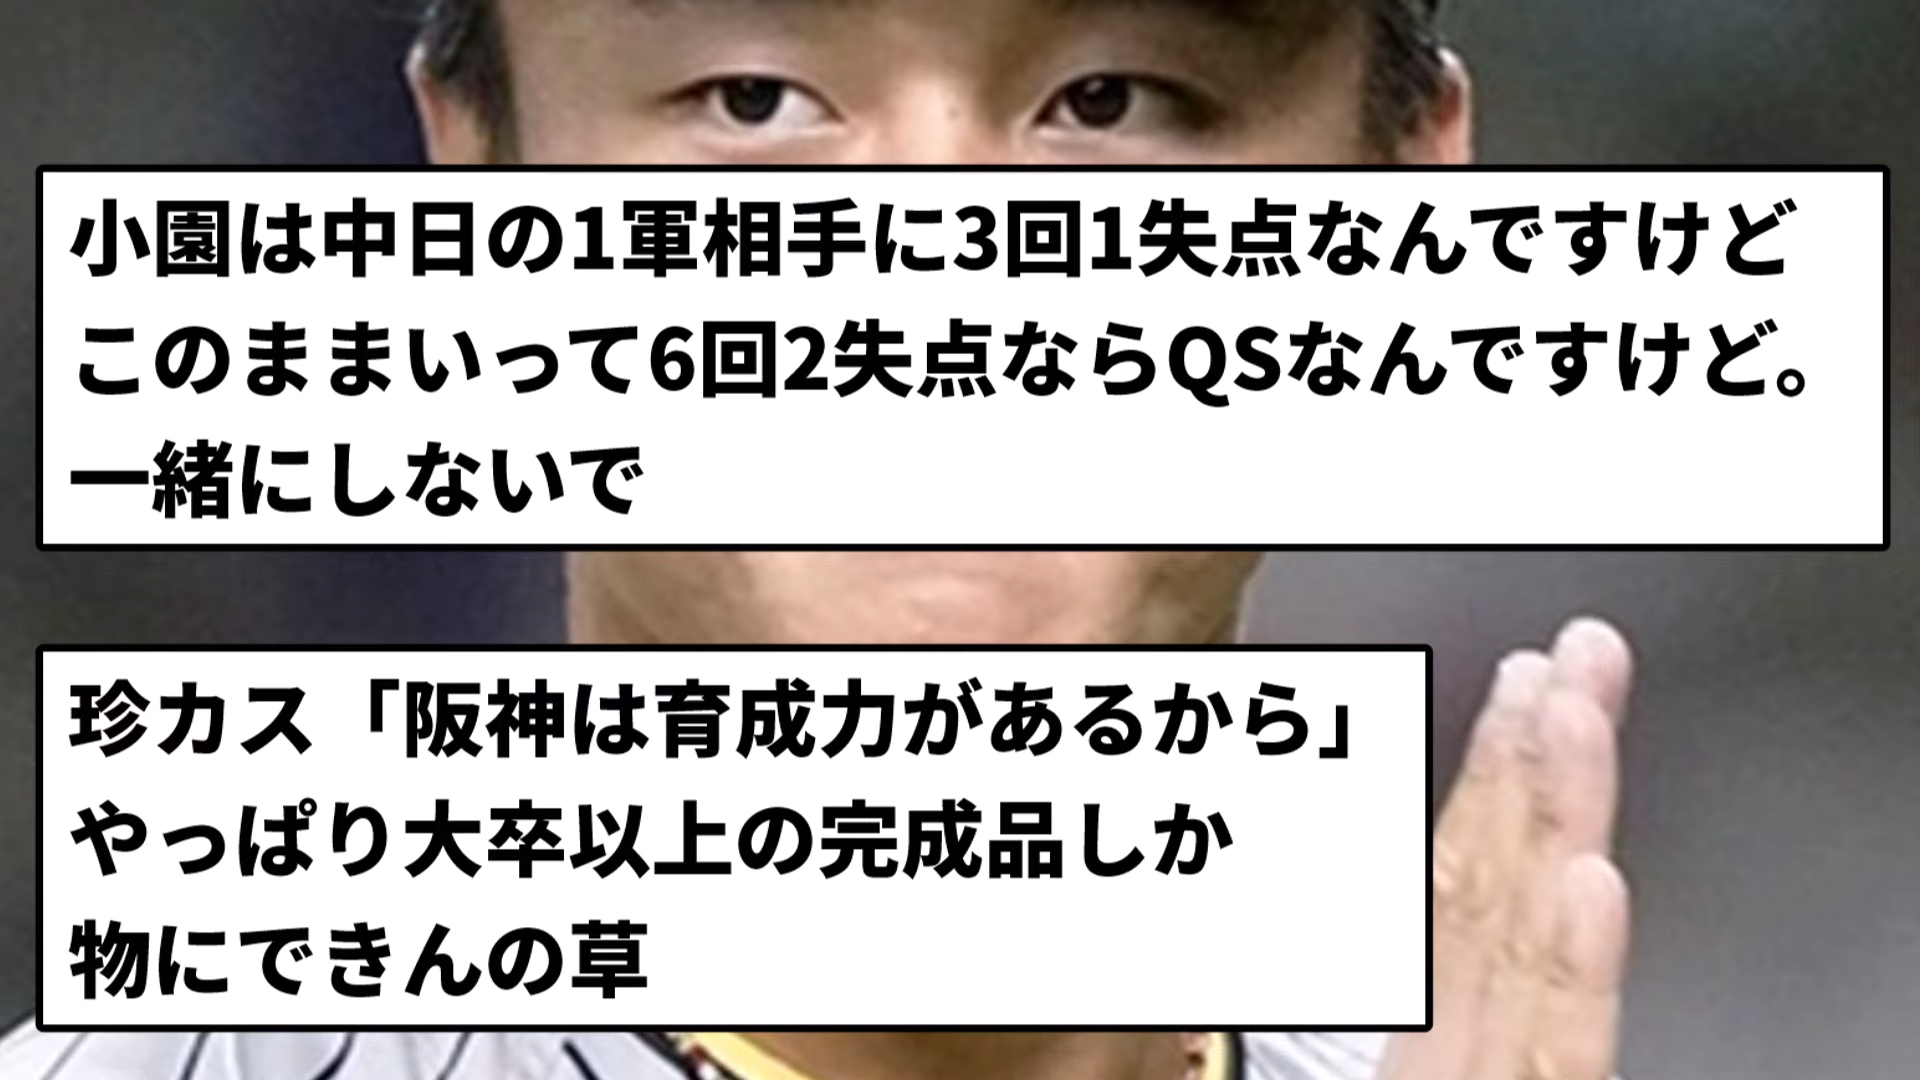 小園は中日の1軍相手に3回1失点なんですけど
このままいって6回2失点ならQSなんですけど。
一緒にしないで
珍カス「阪神は育成力があるから」
やっぱり大卒以上の完成品しか
物にできんの草